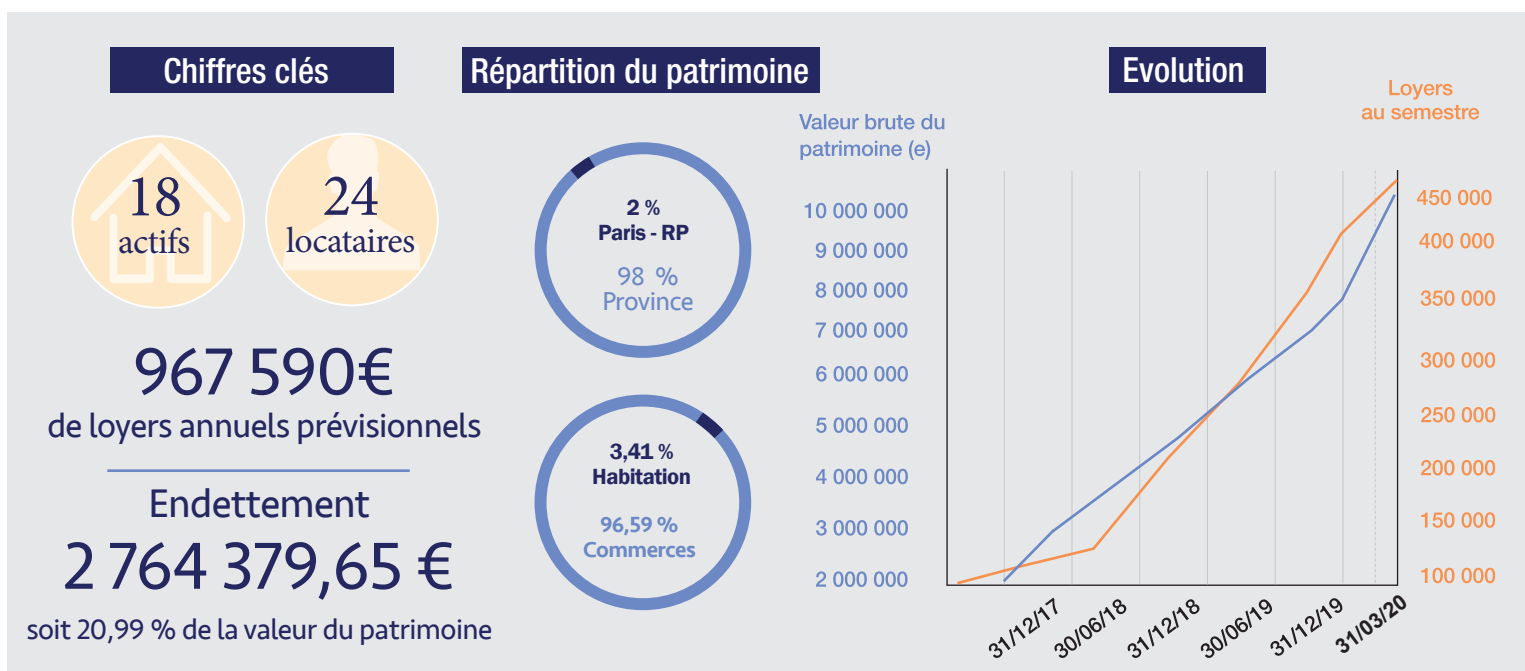 Chiffres clés
18
actifs
24
locataires
967 590€
de loyers annuels prévisionnels
Endettement
2 764 379,65 €
soit 20,99 % de la valeur du patrimoine
Répartition du patrimoine
2 %
Paris - RP
98 %
Province
3,41 %
Habitation
96,59 %
Commerces
Evolution
Valeur brute du
patrimoine (e)
10 000 000
9 000 000
8 000 000
7 000 000
6 000 000
5 000 000
4 000 000
3 000 000
2 000 000
Loyers
au semestre
450 000
400 000
350 000
300 000
250 000
200 000
150 000
100 000
31/12/17
30/06/18
31/12/18
30/06/19
31/12/19
31/03/20